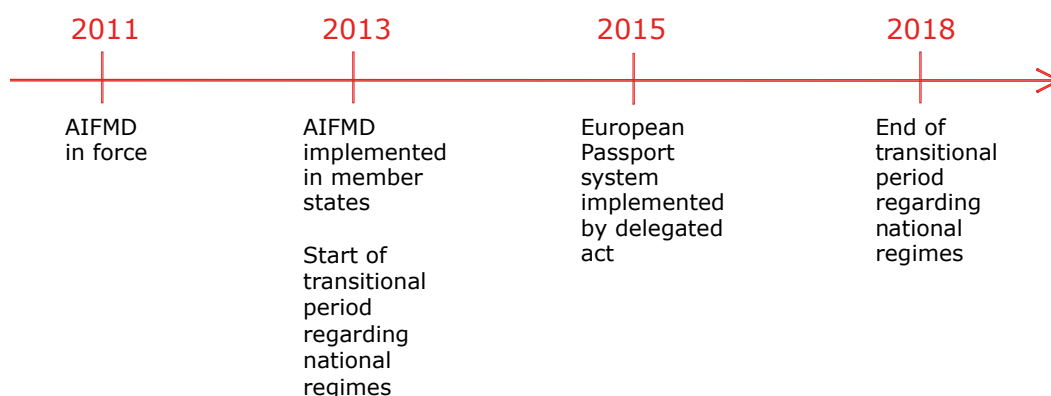 2011
2013
2015
2018
AIFMD
in force
AIFMD
implemented
in member
states
Start of
transitional
period
regarding
national
regimes
European
Passport
system
implemented
by delegated
act
End of
transitional
period
regarding
national
regimes